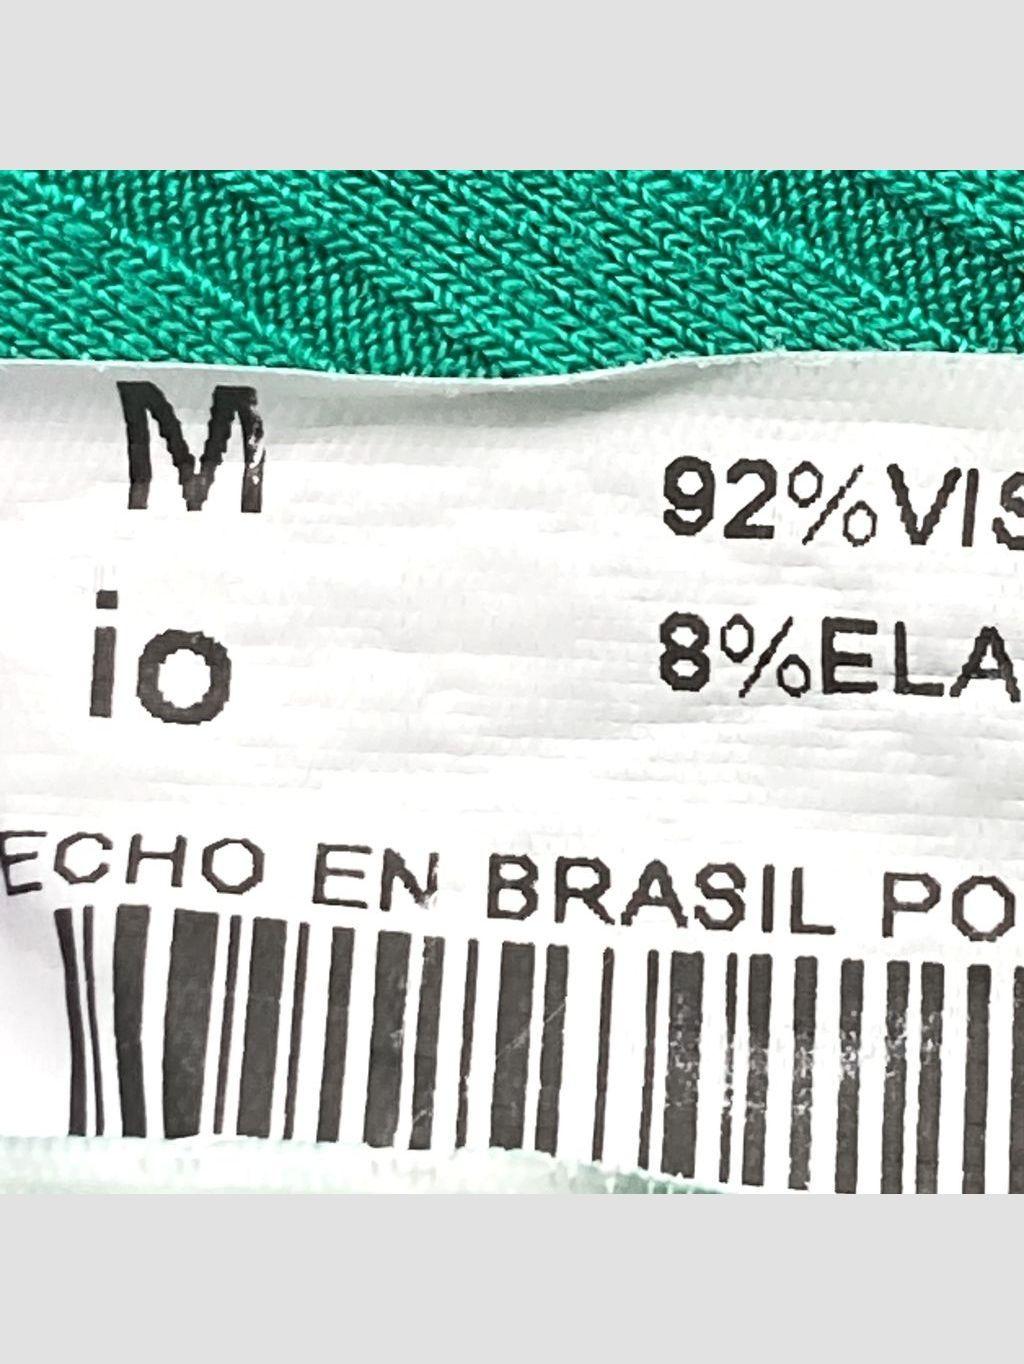 M
92%VIS
io
8%ELA
ECHO EN BRASIL PO